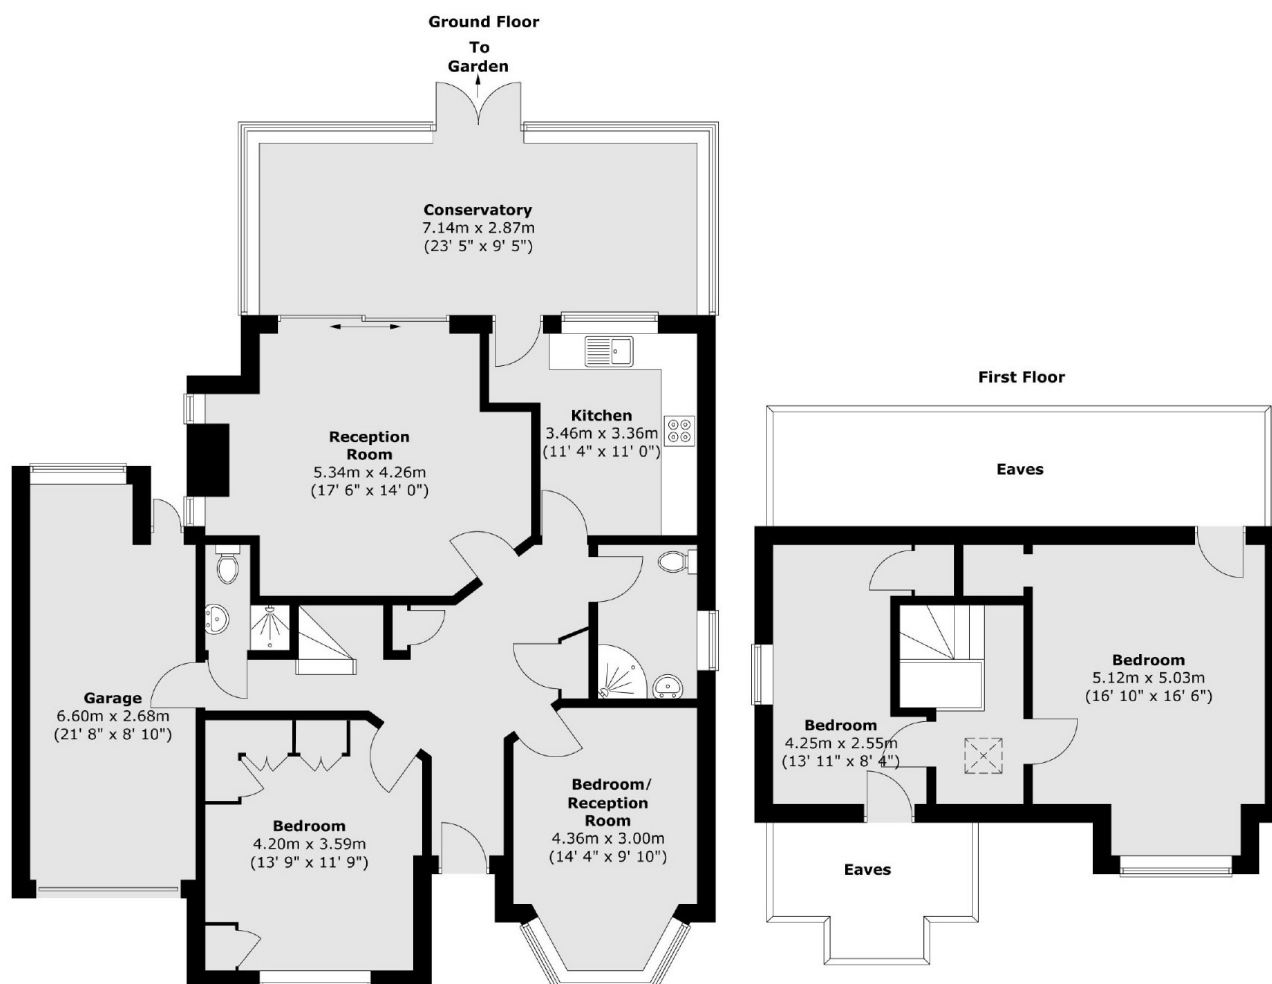 Ground Floor
To
Garden
Conservatory
7.14m x 2.87m
(23' 5" x 9' 5")
Kitchen
3.46m x 3.36m
(11' 4" x 11' 0")
Reception
Room
5.34m x 4.26m
(17' 6" x 14' 0")
Garage
6.60m x 2.68m
(21' 8" x 8' 10")
Bedroom
4.20m x 3.59m
(13' 9" x 11' 9")
Bedroom/
Reception
Room
4.36m x 3.00m
(14' 4" x 9' 10")
First Floor
Eaves
Bedroom
5.12m x 5.03m
(16' 10" x 16' 6")
Bedroom
4.25m x 2.55m
(13' 11" x 8' 4")
Eaves